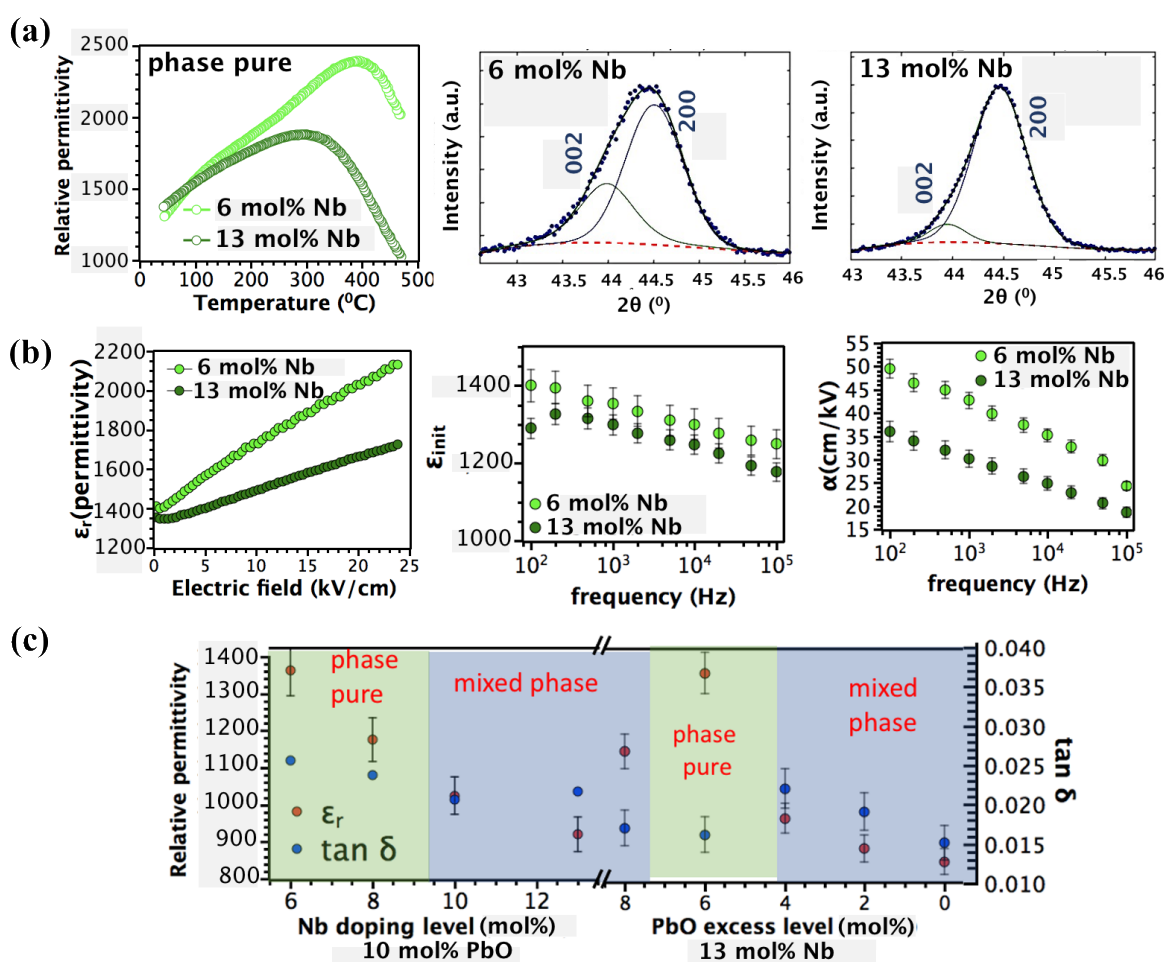 (a)
2500
2000
1500
1000
Relative permittivity
phase pure
6 mol% Nb
13 mol% Nb
0 100 200 300 400 500
Temperature (⁰C)
6 mol% Nb
002
200
Intensity (a.u.)
43 43.5 44 44.5 45 45.5 46
2θ (⁰)
13 mol% Nb
002
200
Intensity (a.u.)
43 43.5 44 44.5 45 45.5 46
2θ (⁰)
(b)
2200
2000
1800
1600
1400
1200
εr(permittivity)
6 mol% Nb
13 mol% Nb
0 5 10 15 20 25
Electric field (kV/cm)
1400
1200
1000
εinit
6 mol% Nb
13 mol% Nb
10² 10³ 10⁴ 10⁵
frequency (Hz)
55
50
45
40
35
30
25
20
15
α(cm/kV)
6 mol% Nb
13 mol% Nb
10² 10³ 10⁴ 10⁵
frequency (Hz)
(c)
1400
1300
1200
1100
1000
900
800
Relative permittivity
phase
pure
mixed phase
phase
pure
mixed
phase
εr
tan δ
0.040
0.035
0.030
0.025
0.020
0.015
0.010
tan δ
6 8 10 12 8 6 4 2 0
Nb doping level (mol%)
10 mol% PbO
PbO excess level (mol%)
13 mol% Nb